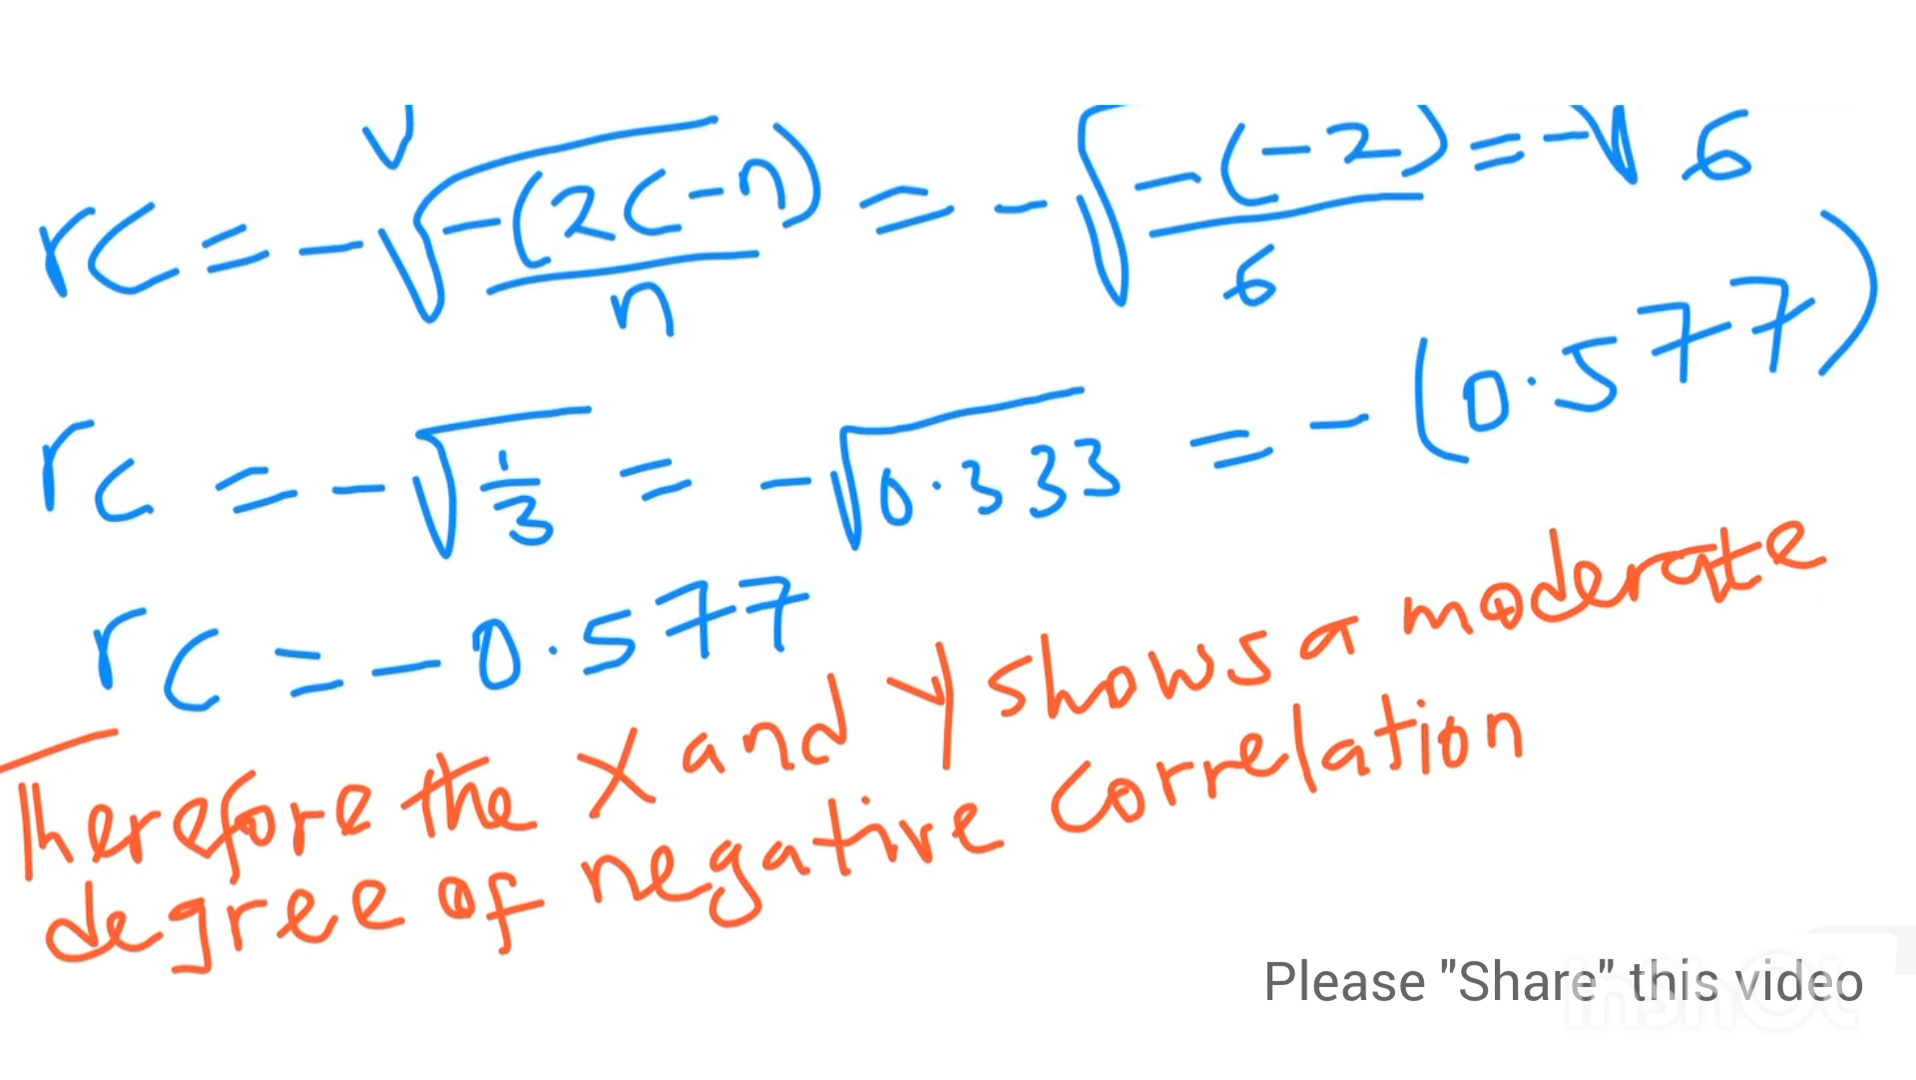 rc = -√-(2c-n)/n = -√-(-2)/6 = -√ 6
rc = -√1/3 = -√0.333 = -(0.577)
rc = -0.577
Therefore the X and Y shows a moderate
degree of negative correlation
Please "Share" this video
InShOt